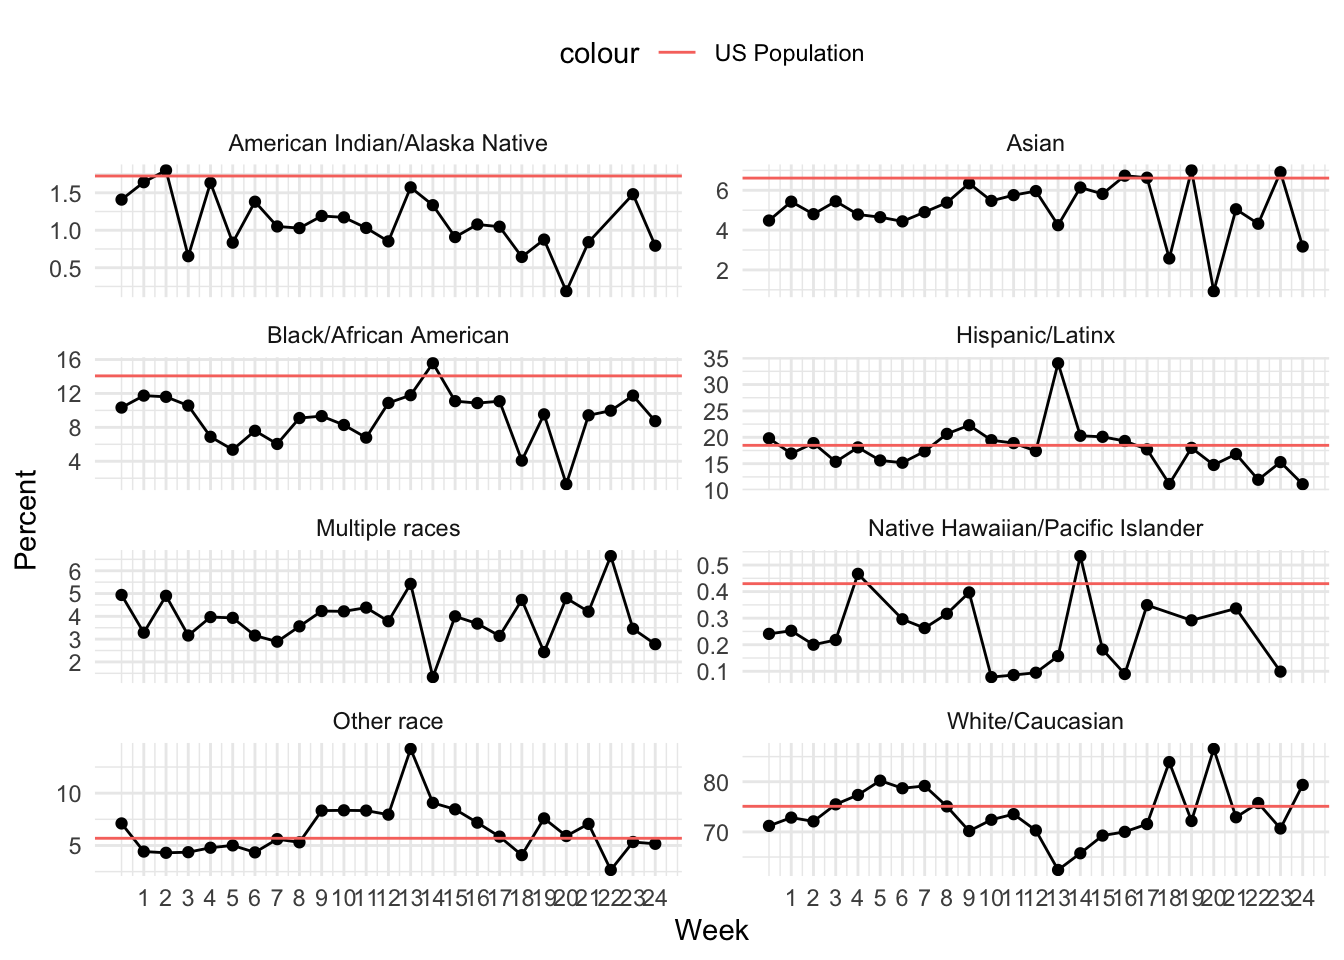 colour US Population
American Indian/Alaska Native
Asian
1.5
1.0
0.5
6
4
2
Black/African American
Hispanic/Latinx
16
12
8
4
35
30
25
20
15
10
Multiple races
Native Hawaiian/Pacific Islander
6
5
4
3
2
0.5
0.4
0.3
0.2
0.1
Other race
White/Caucasian
10
5
80
70
1 2 3 4 5 6 7 8 9 10 11 12 13 14 15 16 17 18 19 20 21 22 23 24
1 2 3 4 5 6 7 8 9 10 11 12 13 14 15 16 17 18 19 20 21 22 23 24
Week
Percent